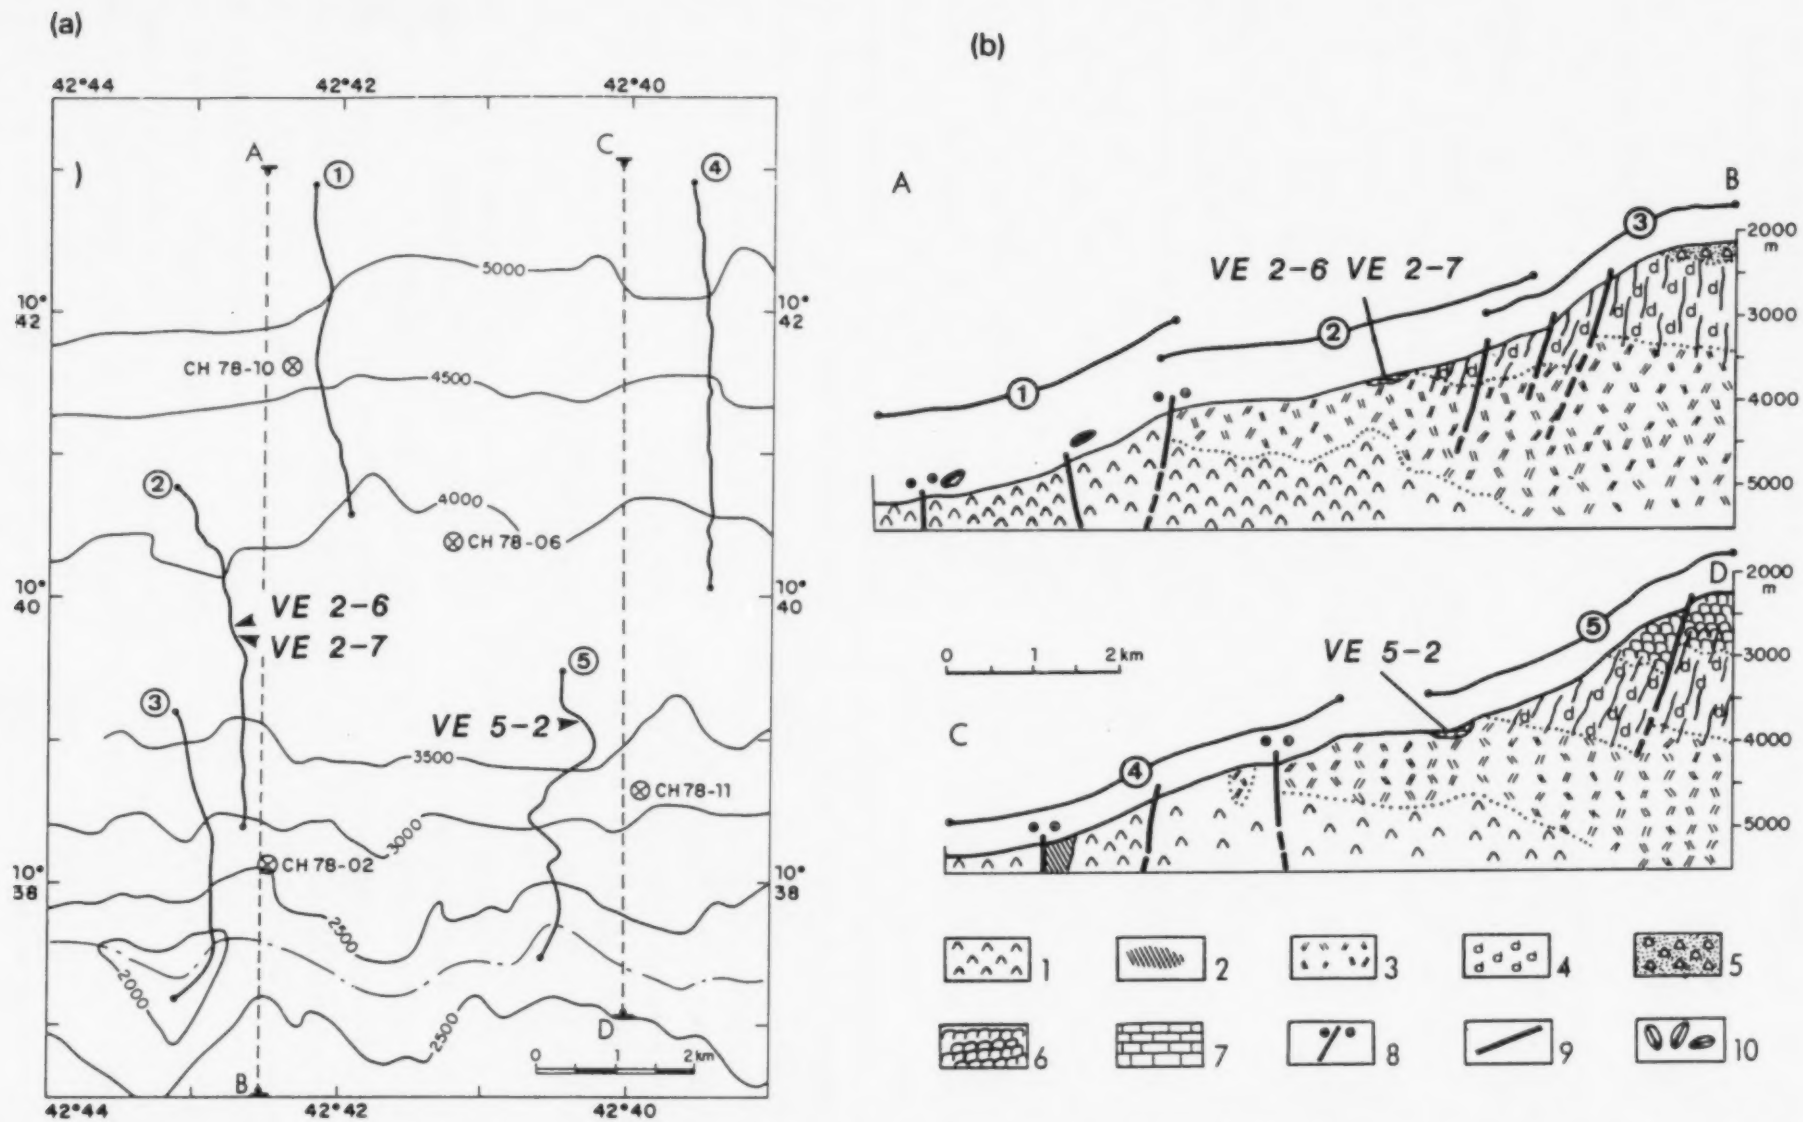 (a)
42°44
42°42
42°40
A
C
①
④
)
5000
10°
42
10°
42
CH 78-10
4500
②
4000
CH 78-06
10°
40
10°
40
VE 2-6
VE 2-7
⑤
③
VE 5-2
3500
CH 78-11
3000
CH 78-02
10°
38
10°
38
2500
2000
2500
D
0 1 2 km
B
42°44
42°42
42°40
(b)
A
B
③
2000
m
VE 2-6 VE 2-7
②
3000
①
4000
5000
D
2000
m
⑤
0 1 2 km
VE 5-2
3000
C
④
4000
5000
1
2
3
4
5
6
7
8
9
10